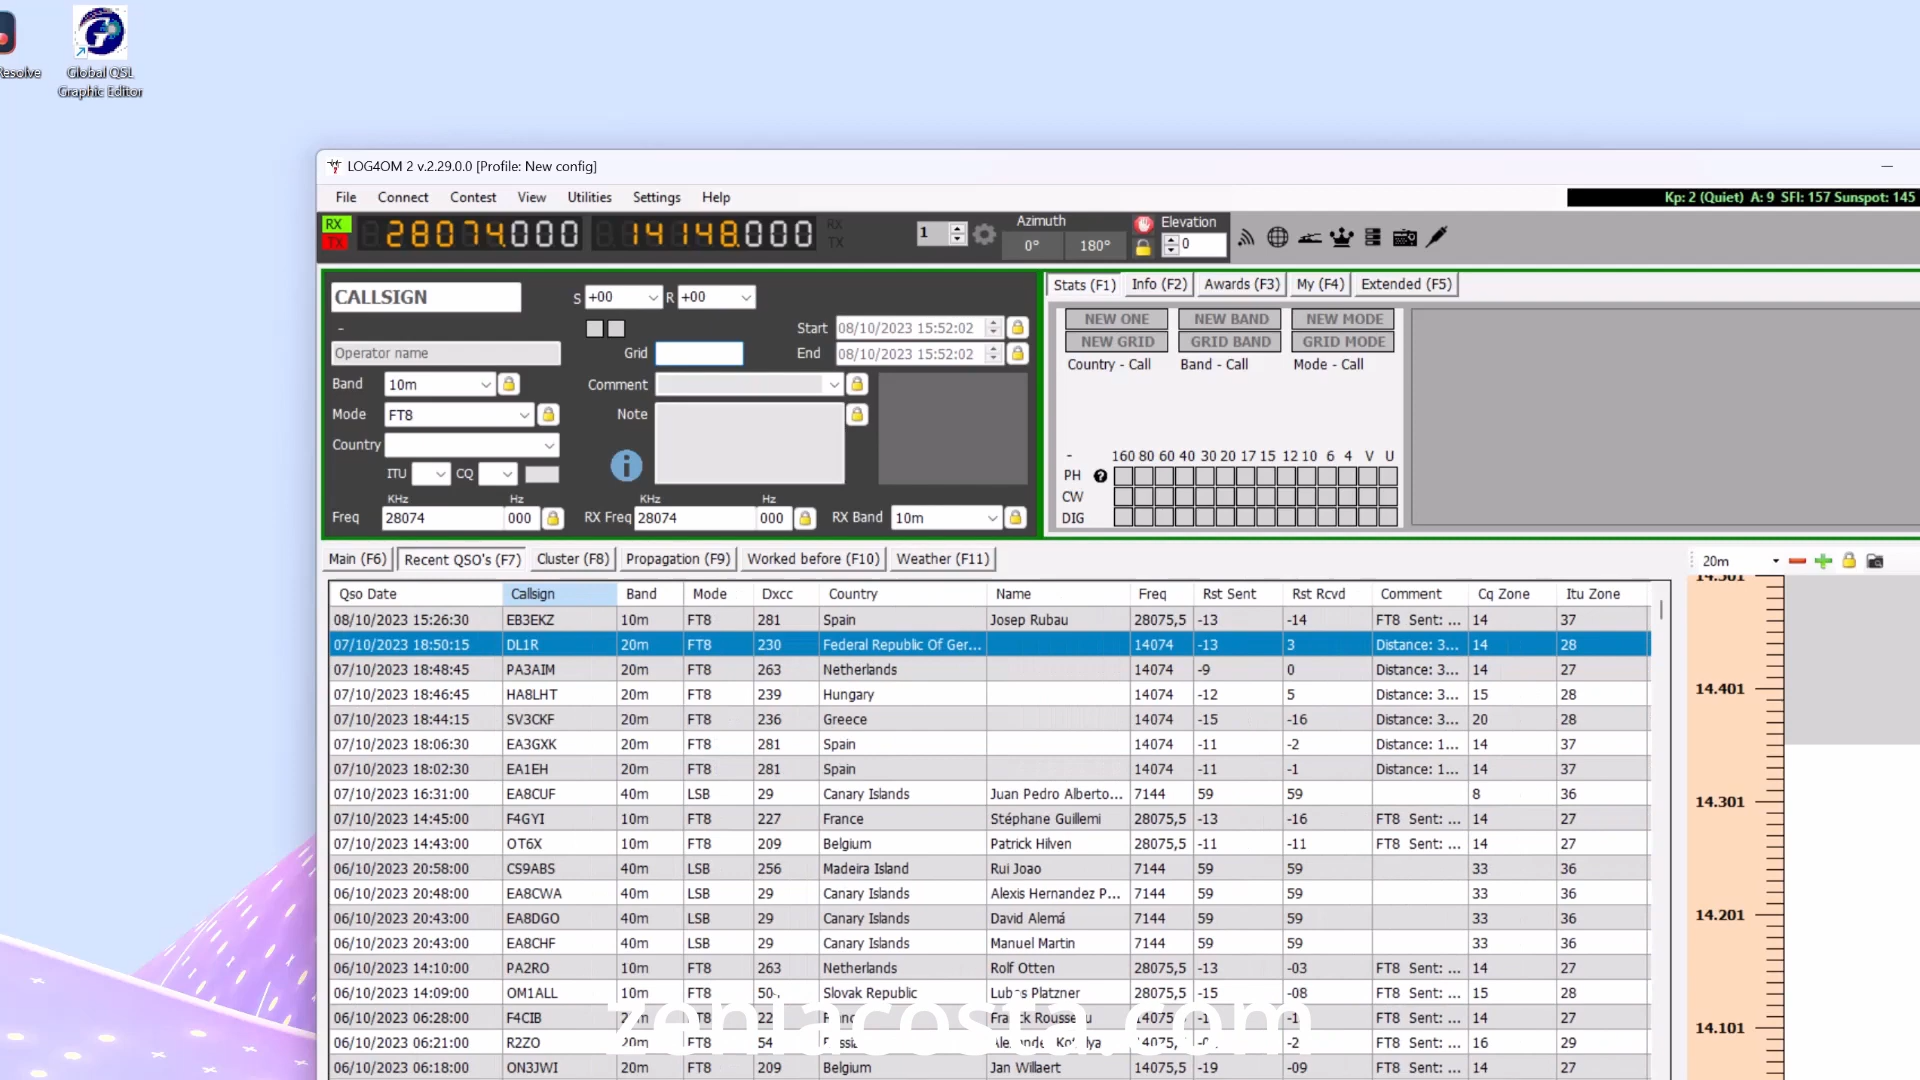 Resolve
Global QSL
Graphic Editor
LOG4OM 2 v.2.29.0.0 [Profile: New config]
File Connect Contest View Utilities Settings Help
Kp: 2 (Quiet) A: 9 SFI: 157 Sunspot: 145
RX 28074.000 14148.000 RX
TX TX
1
Azimuth
0° 180°
Elevation
0
CALLSIGN
S +00 R +00
-
Start 08/10/2023 15:52:02
Operator name
Grid
End 08/10/2023 15:52:02
Band 10m
Comment
Mode FT8
Note
Country
ITU CQ
KHz Hz KHz Hz
Freq 28074 000 RX Freq 28074 000 RX Band 10m
Stats (F1) Info (F2) Awards (F3) My (F4) Extended (F5)
NEW ONE NEW BAND NEW MODE
NEW GRID GRID BAND GRID MODE
Country - Call Band - Call Mode - Call
- 160 80 60 40 30 20 17 15 12 10 6 4 V U
PH
CW
DIG
Main (F6) Recent QSO's (F7) Cluster (F8) Propagation (F9) Worked before (F10) Weather (F11)
20m
Qso Date Callsign Band Mode Dxcc Country Name Freq Rst Sent Rst Rcvd Comment Cq Zone Itu Zone
08/10/2023 15:26:30 EB3EKZ 10m FT8 281 Spain Josep Rubau 28075,5 -13 -14 FT8 Sent: ... 14 37
07/10/2023 18:50:15 DL1R 20m FT8 230 Federal Republic Of Ger... 14074 -13 3 Distance: 3... 14 28
07/10/2023 18:48:45 PA3AIM 20m FT8 263 Netherlands 14074 -9 0 Distance: 3... 14 27
07/10/2023 18:46:45 HA8LHT 20m FT8 239 Hungary 14074 -12 5 Distance: 3... 15 28
07/10/2023 18:44:15 SV3CKF 20m FT8 236 Greece 14074 -15 -16 Distance: 3... 20 28
07/10/2023 18:06:30 EA3GXK 20m FT8 281 Spain 14074 -11 -2 Distance: 1... 14 37
07/10/2023 18:02:30 EA1EH 20m FT8 281 Spain 14074 -11 -1 Distance: 1... 14 37
07/10/2023 16:31:00 EA8CUF 40m LSB 29 Canary Islands Juan Pedro Alberto... 7144 59 59 8 36
07/10/2023 14:45:00 F4GYI 10m FT8 227 France Stéphane Guillemi 28075,5 -13 -16 FT8 Sent: ... 14 27
07/10/2023 14:43:00 OT6X 10m FT8 209 Belgium Patrick Hilven 28075,5 -11 -11 FT8 Sent: ... 14 27
06/10/2023 20:58:00 CS9ABS 40m LSB 256 Madeira Island Rui Joao 7144 59 59 33 36
06/10/2023 20:48:00 EA8CWA 40m LSB 29 Canary Islands Alexis Hernandez P... 7144 59 59 33 36
06/10/2023 20:43:00 EA8DGO 40m LSB 29 Canary Islands David Alemá 7144 59 59 33 36
06/10/2023 20:43:00 EA8CHF 40m LSB 29 Canary Islands Manuel Martin 7144 59 59 33 36
06/10/2023 14:10:00 PA2RO 10m FT8 263 Netherlands Rolf Otten 28075,5 -13 -03 FT8 Sent: ... 14 27
06/10/2023 14:09:00 OM1ALL 10m FT8 Slovak Republic Platzner 28075,5 -15 -08 FT8 Sent: ... 15 28
06/10/2023 06:28:00 F4CIB FT8 FT8 Sent: ... 14 27
06/10/2023 06:21:00 R2ZO 20m FT8 54 FT8 Sent: ... 16 29
06/10/2023 06:18:00 ON3JWI 20m FT8 209 Belgium Jan Willaert 14075,5 -19 -09 FT8 Sent: ... 14 27
zeniacosta.com
14.501
14.401
14.301
14.201
14.101